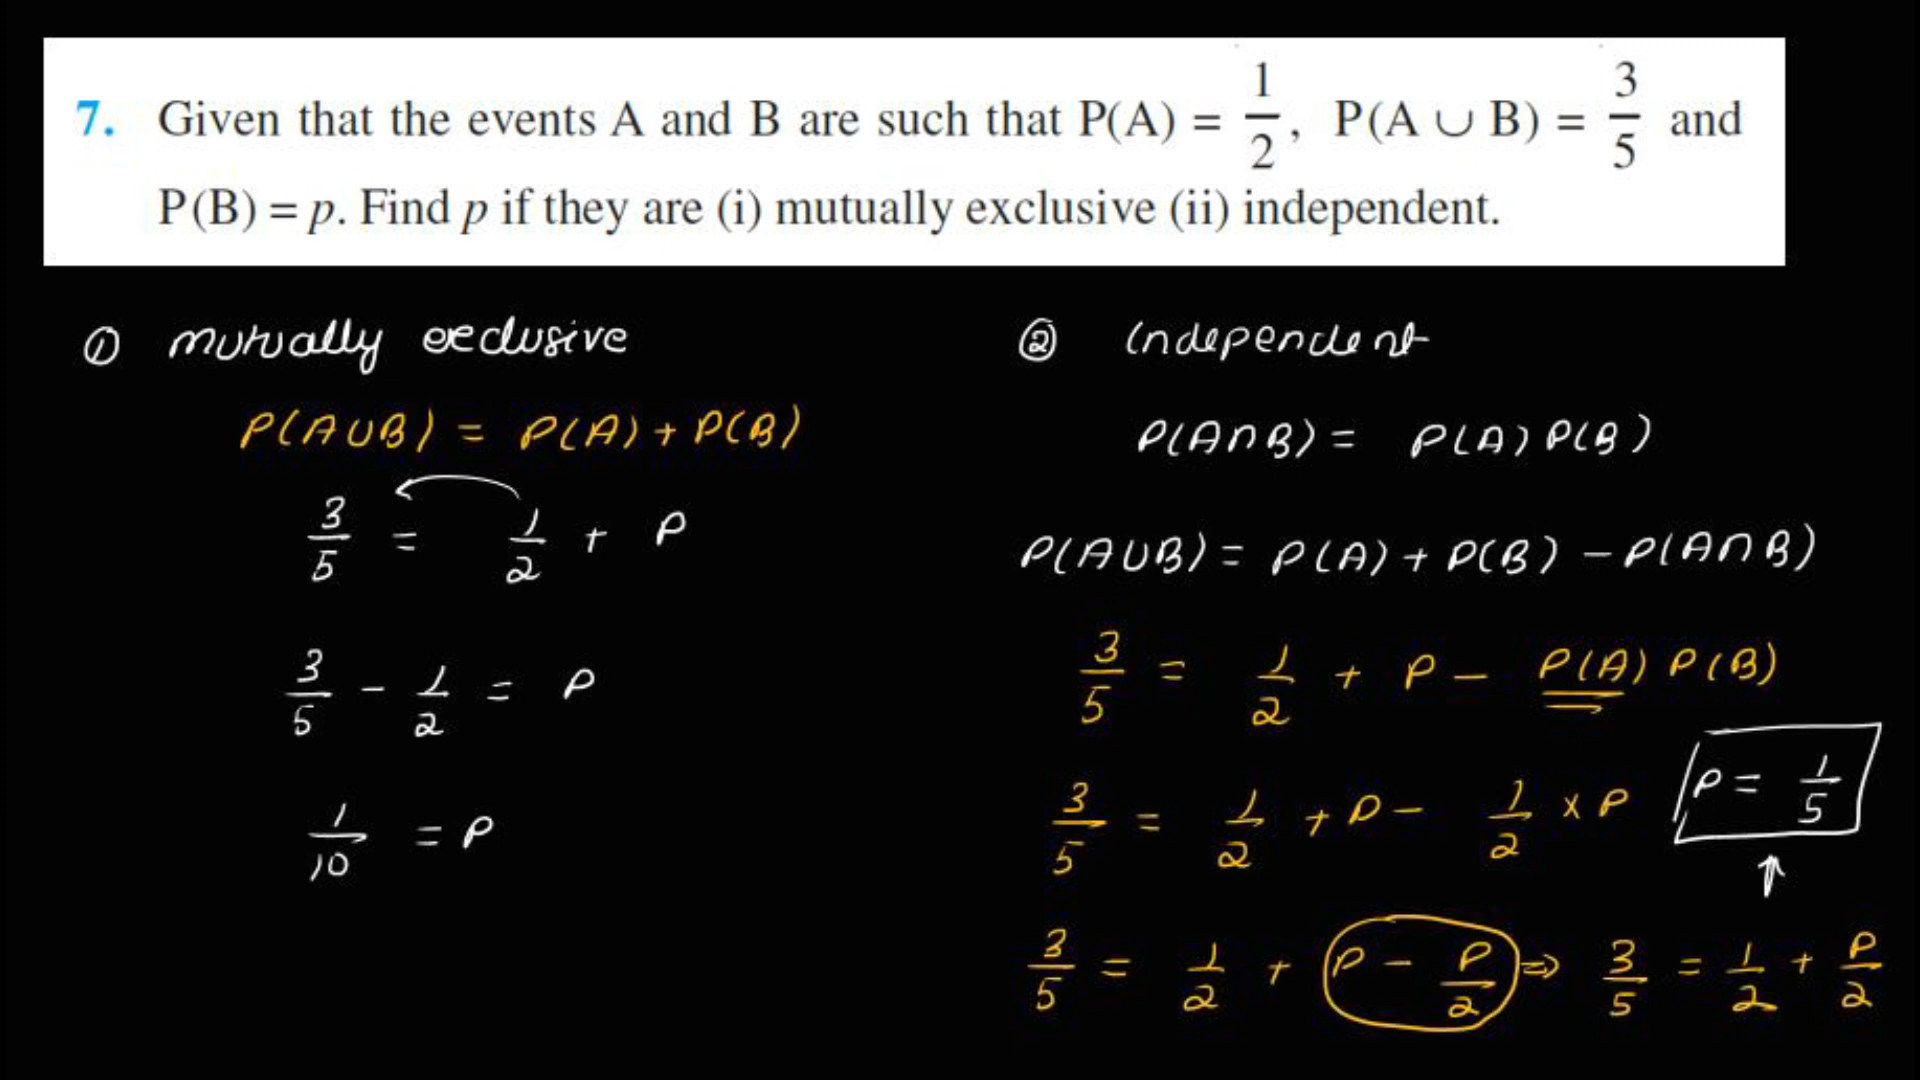 7. Given that the events A and B are such that P(A) = 1/2, P(A ∪ B) = 3/5 and
P(B) = p. Find p if they are (i) mutually exclusive (ii) independent.
① mutually exclusive
P(A∪B) = P(A) + P(B)
3/5 = 1/2 + P
3/5 - 1/2 = P
1/10 = P
② Independent
P(A∩B) = P(A) P(B)
P(A∪B) = P(A) + P(B) - P(A∩B)
3/5 = 1/2 + P - P(A) P(B)
3/5 = 1/2 + P - 1/2 × P
P = 1/5
↑
3/5 = 1/2 + P - P/2 ⇒ 3/5 = 1/2 + P/2